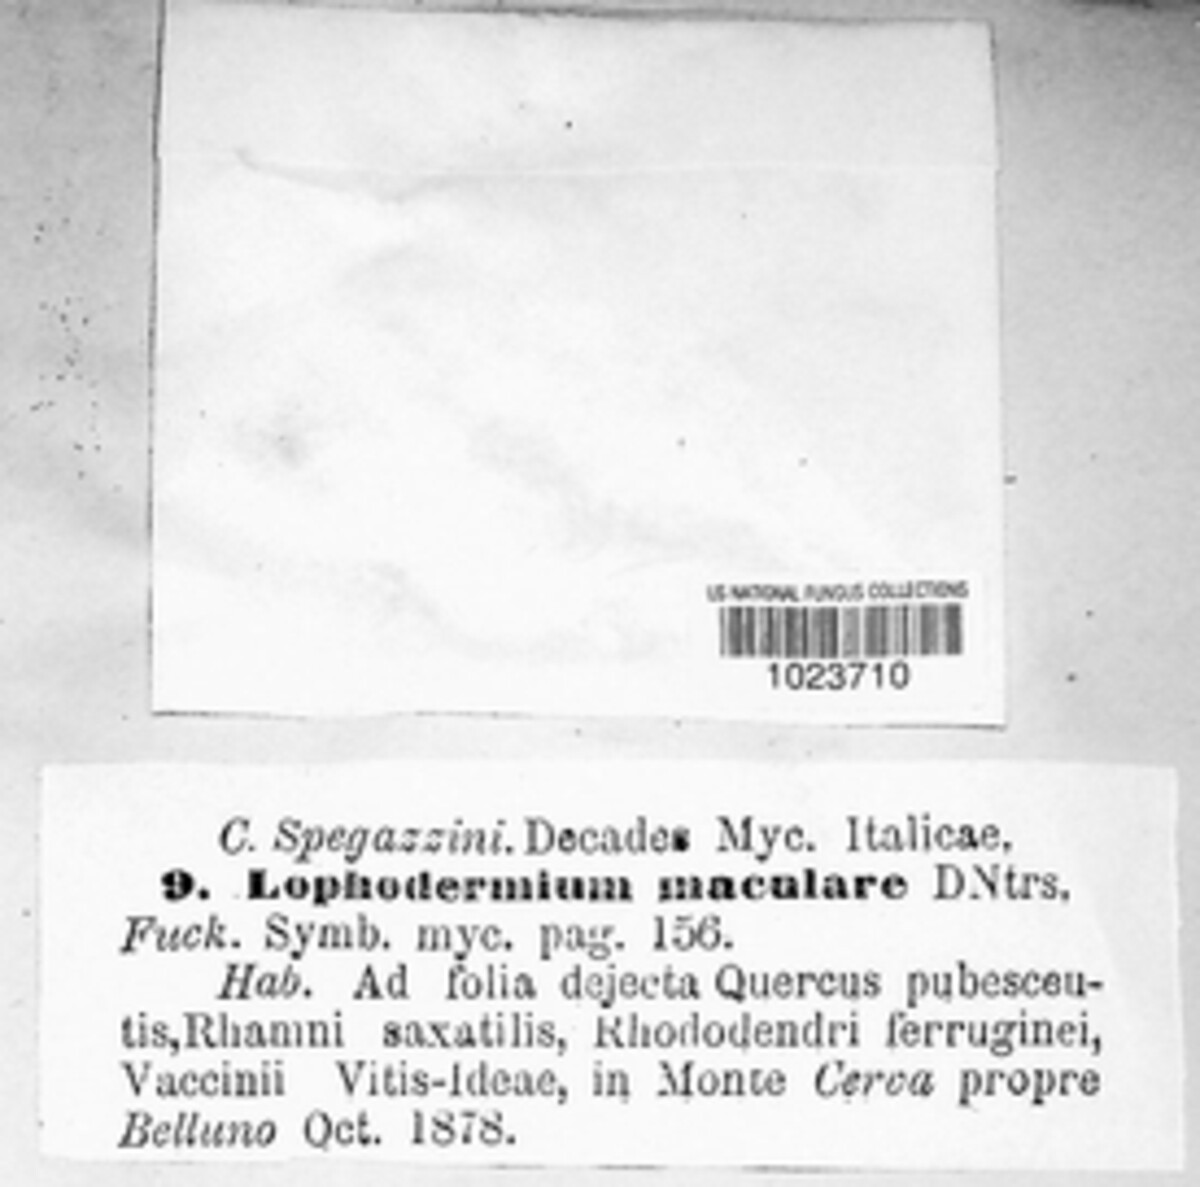 US NATIONAL FUNGUS COLLECTIONS
1023710
C. Spegazzini. Decades Myc. Italicae.
9. Lophodermium maculare DNtrs.
Fuck. Symb. myc. pag. 156.
Hab. Ad folia dejecta Quercus pubesceu-
tis, Rhamni saxatilis, Rhododendri ferruginei,
Vaccinii Vitis-Ideae, in Monte Cerva propre
Belluno Oct. 1878.